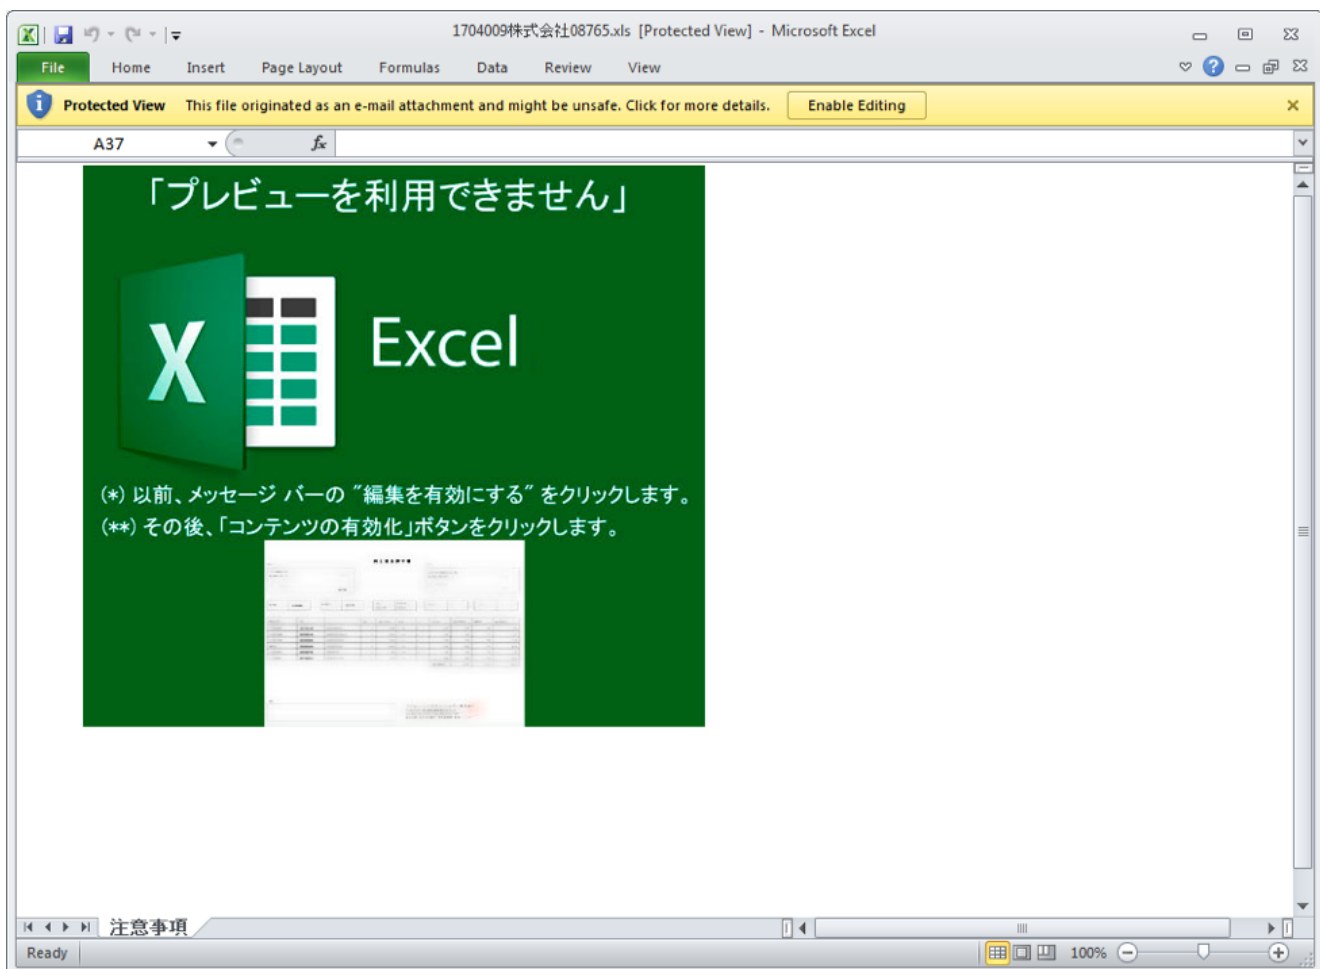 1704009株式会社08765.xls [Protected View] - Microsoft Excel
File Home Insert Page Layout Formulas Data Review View
Protected View This file originated as an e-mail attachment and might be unsafe. Click for more details. Enable Editing
A37 fx
「プレビューを利用できません」
X Excel
(*) 以前、メッセージ バーの "編集を有効にする" をクリックします。
(**) その後、「コンテンツの有効化」ボタンをクリックします。
注意事項
Ready 100%